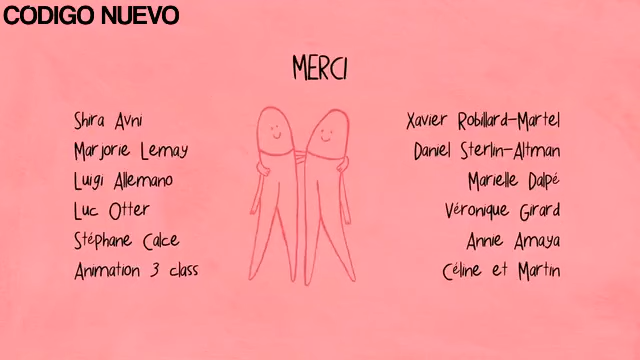 CÓDIGO NUEVO
MERCI
Shira Avni
Marjorie Lemay
Luigi Allemano
Luc Otter
Stéphane Calce
Animation 3 class
Xavier Robillard-Martel
Daniel Sterlin-Altman
Marielle Dalpé
Véronique Girard
Annie Amaya
Céline et Martin